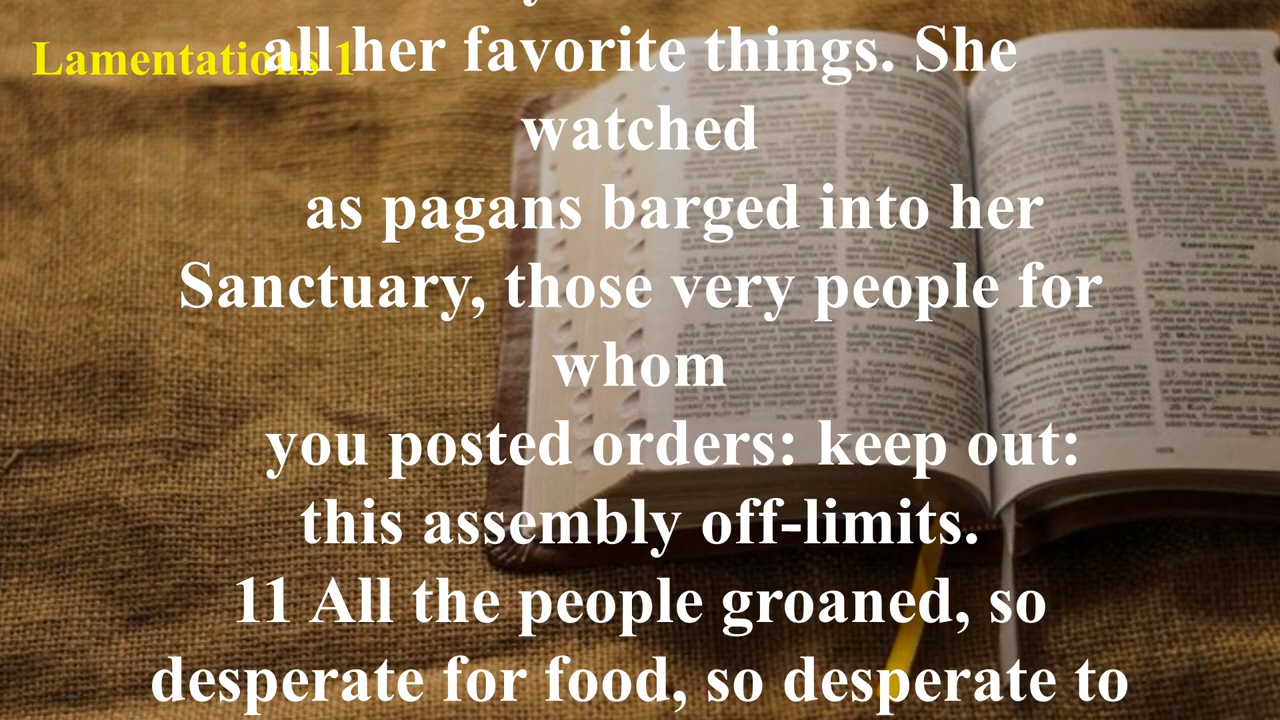 Lamentations 1
all her favorite things. She
watched
as pagans barged into her
Sanctuary, those very people for
whom
you posted orders: keep out:
this assembly off-limits.
11 All the people groaned, so
desperate for food, so desperate to